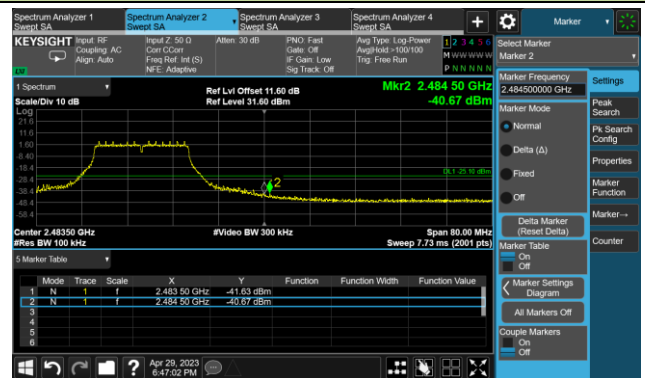 Spectrum Analyzer 1
Swept SA
Spectrum Analyzer 2
Swept SA
Spectrum Analyzer 3
Swept SA
Spectrum Analyzer 4
Swept SA
+
Marker
KEYSIGHT
Input: RF
Coupling: AC
Align: Auto
Input Z: 50 Ω
Corr CCorr
Freq Ref: Int (S)
NFE: Adaptive
Atten: 30 dB
PNO: Fast
Gate: Off
IF Gain: Low
Sig Track: Off
Avg Type: Log-Power
Avg|Hold:>100/100
Trig: Free Run
1 2 3 4 5 6
M W W W W W
P N N N N N
LW
1 Spectrum
Scale/Div 10 dB
Log
Ref Lvl Offset 11.60 dB
Ref Level 31.60 dBm
Mkr2 2.484 50 GHz
-40.67 dBm
21.6
11.6
1.60
-8.40
-18.4
-28.4
-38.4
-48.4
-58.4
DL1 -25.10 dBm
2
Center 2.48350 GHz
#Res BW 100 kHz
#Video BW 300 kHz
Span 80.00 MHz
Sweep 7.73 ms (2001 pts)
5 Marker Table
Mode Trace Scale X Y Function Function Width Function Value
1 N 1 f 2.483 50 GHz -41.63 dBm
2 N 1 f 2.484 50 GHz -40.67 dBm
3
4
5
6
Select Marker
Marker 2
Marker Frequency
2.484500000 GHz
Marker Mode
Normal
Delta (Δ)
Fixed
Off
Delta Marker
(Reset Delta)
Marker Table
On
Off
Marker Settings
Diagram
All Markers Off
Couple Markers
On
Off
Settings
Peak
Search
Pk Search
Config
Properties
Marker
Function
Marker→
Counter
?
Apr 29, 2023
6:47:02 PM